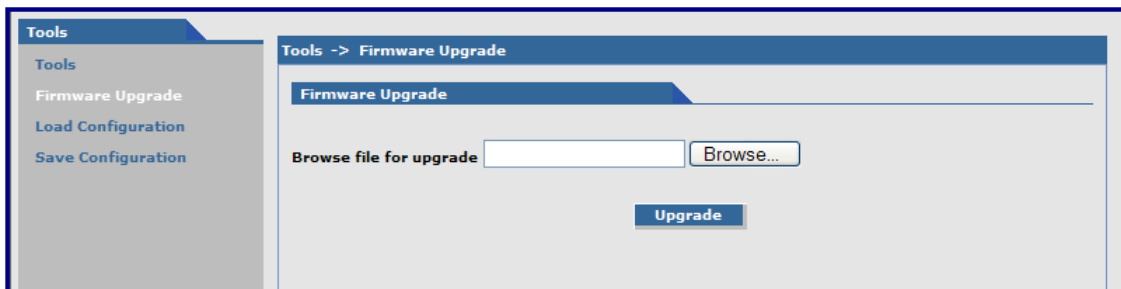 Tools
Tools
Firmware Upgrade
Load Configuration
Save Configuration
Tools -> Firmware Upgrade
Firmware Upgrade
Browse file for upgrade Browse...
Upgrade